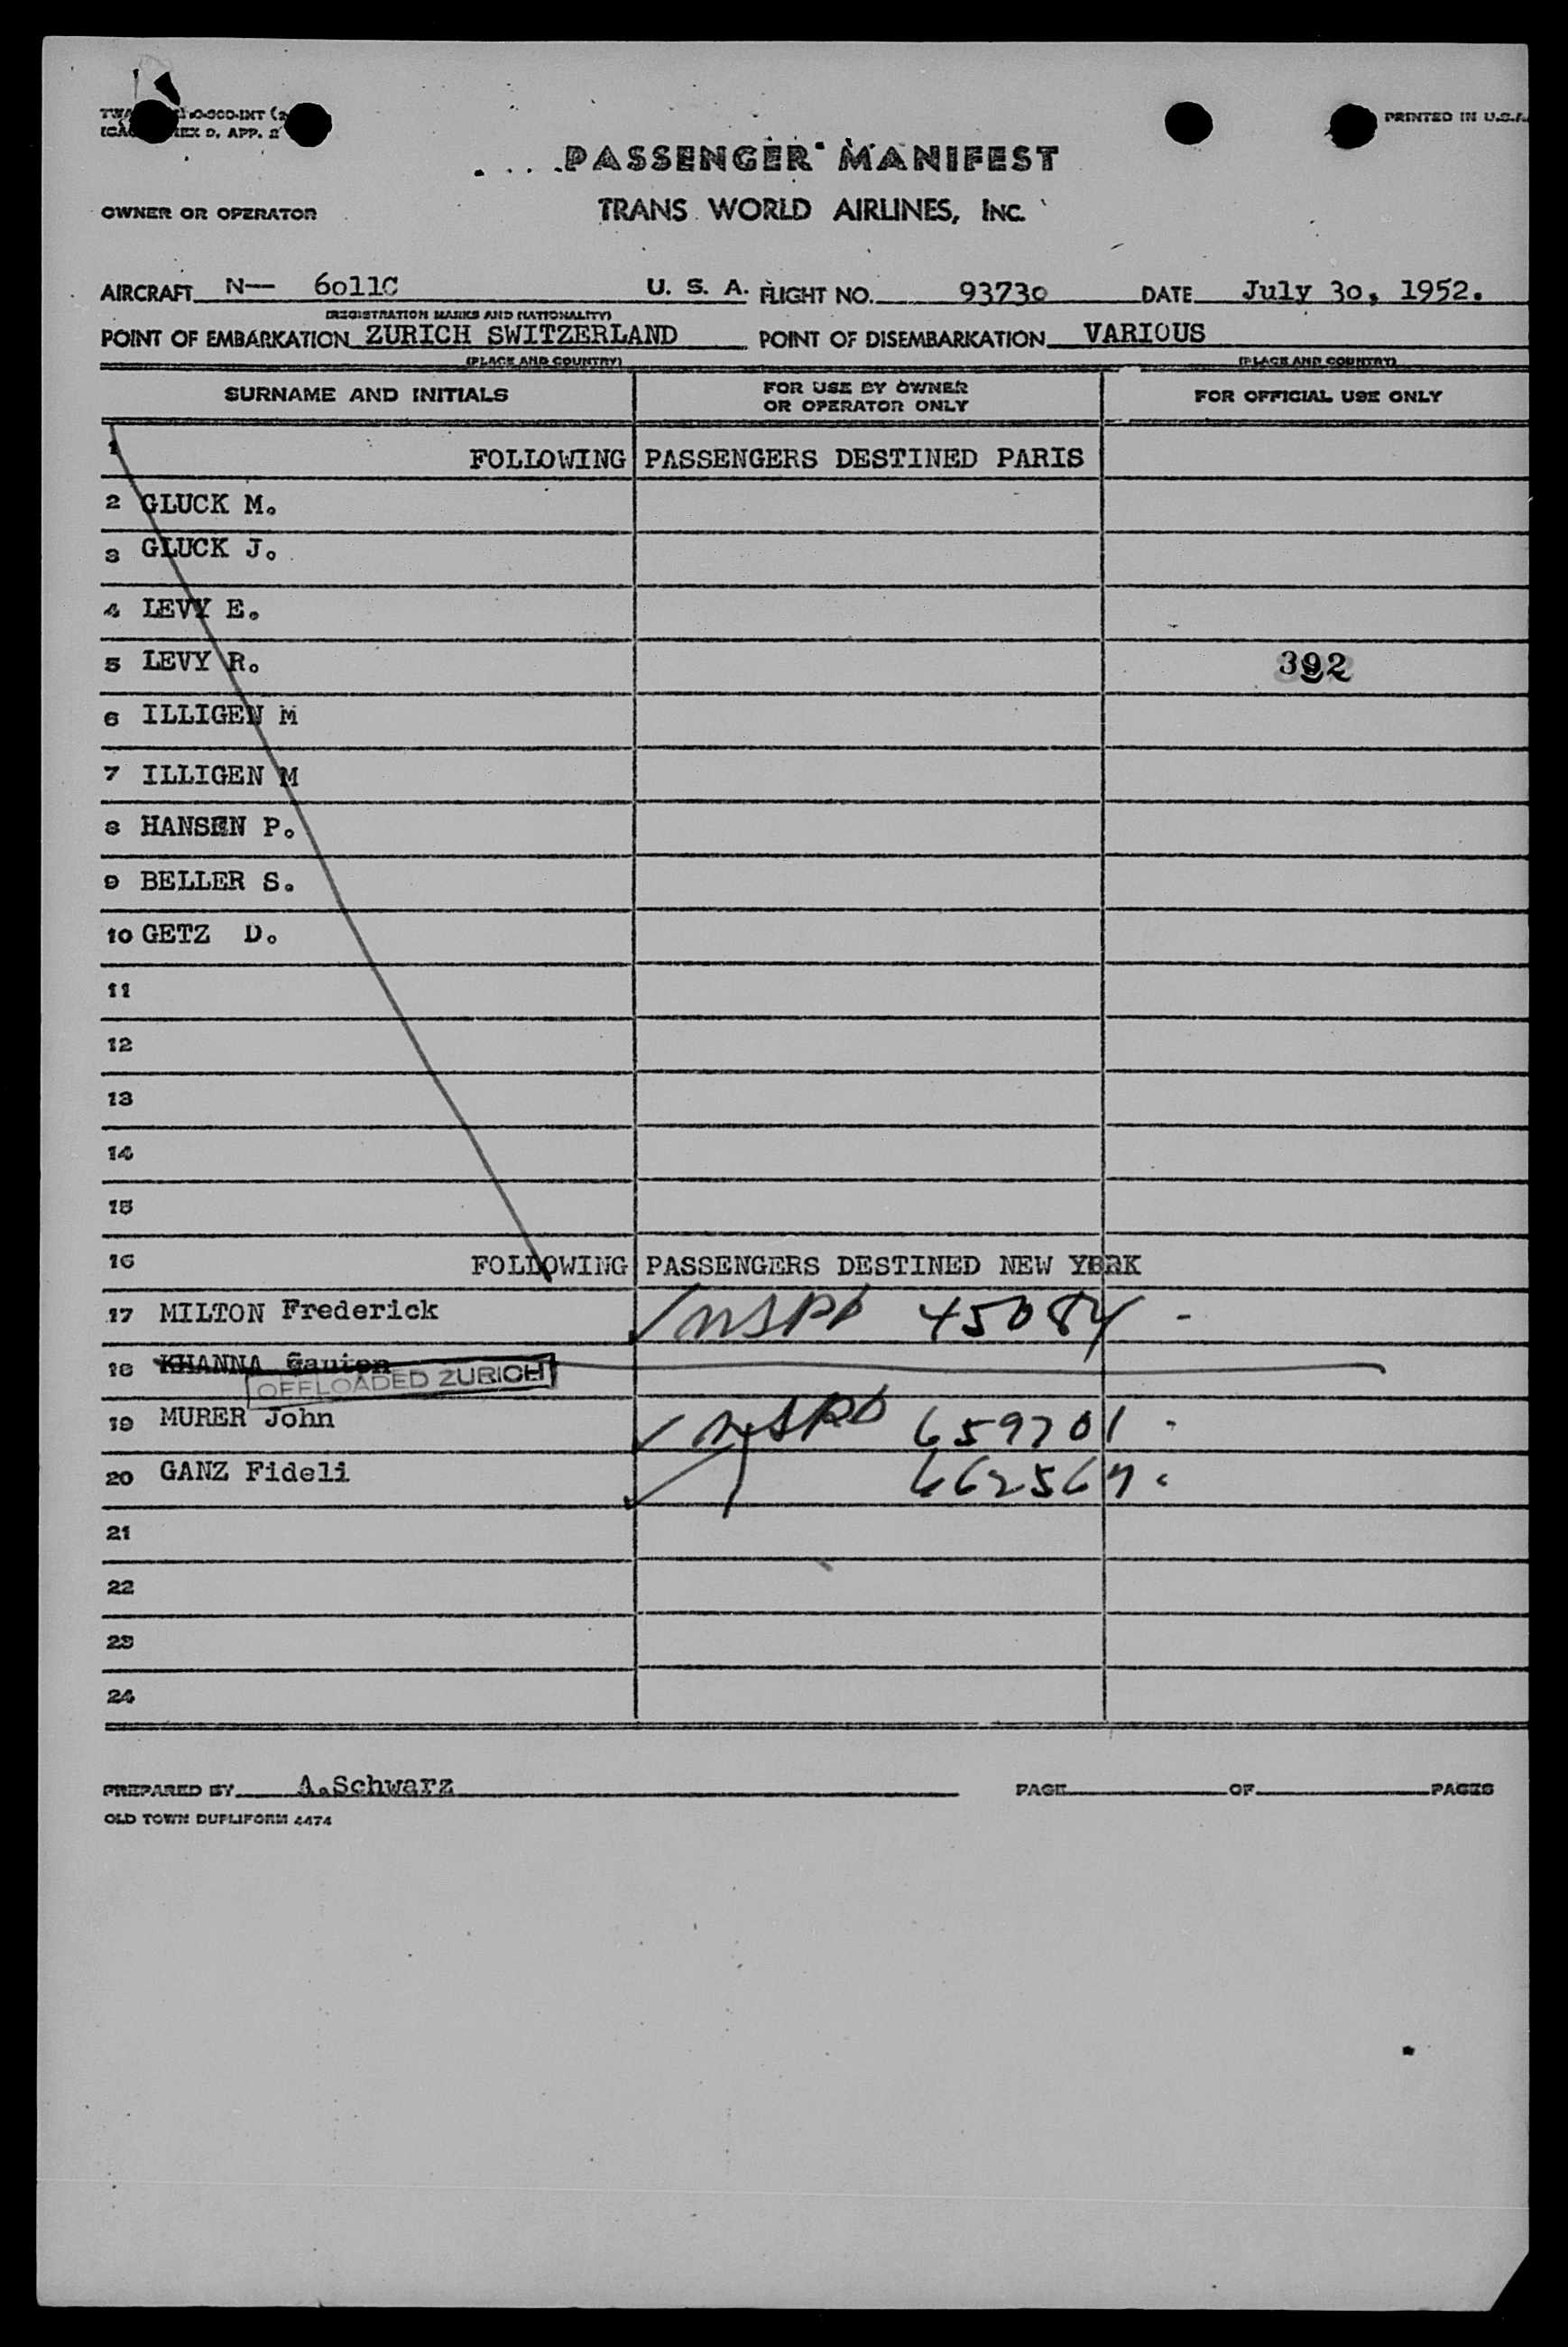 PRINTED IN U.S.A.
PASSENGER MANIFEST
OWNER OR OPERATOR TRANS WORLD AIRLINES, INC.
AIRCRAFT N— 6o11C U. S. A. FLIGHT NO. 9373o DATE July 3o, 1952.
(REGISTRATION MARKS AND NATIONALITY)
POINT OF EMBARKATION ZURICH SWITZERLAND POINT OF DISEMBARKATION VARIOUS
(PLACE AND COUNTRY) (PLACE AND COUNTRY)
SURNAME AND INITIALS FOR USE BY OWNER OR OPERATOR ONLY FOR OFFICIAL USE ONLY
1 FOLLOWING PASSENGERS DESTINED PARIS
2 GLUCK M.
3 GLUCK J.
4 LEVY E.
5 LEVY R. 392
6 ILLIGEN M
7 ILLIGEN M
8 HANSEN P.
9 BELLER S.
10 GETZ D.
11
12
13
14
15
16 FOLLOWING PASSENGERS DESTINED NEW YORK
17 MILTON Frederick 45084 -
18 KHANNA
OFFLOADED ZURICH
19 MURER John 659701 -
20 GANZ Fideli
21
22
23
24
PREPARED BY A.Schwarz PAGE OF PAGES
OLD TOWN DUPLIFORM 4474